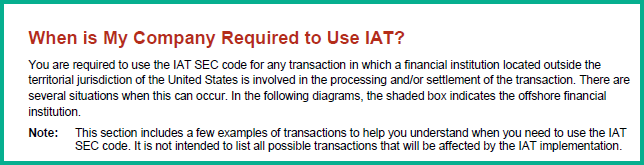 When is My Company Required to Use IAT?
You are required to use the IAT SEC code for any transaction in which a financial institution located outside the
territorial jurisdiction of the United States is involved in the processing and/or settlement of the transaction. There are
several situations when this can occur. In the following diagrams, the shaded box indicates the offshore financial
institution.
Note: This section includes a few examples of transactions to help you understand when you need to use the IAT
SEC code. It is not intended to list all possible transactions that will be affected by the IAT implementation.